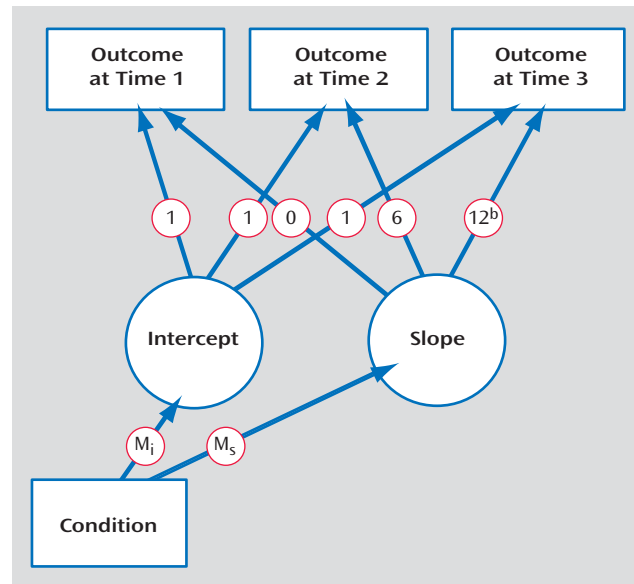 Outcome
at Time 1
Outcome
at Time 2
Outcome
at Time 3
1
1
0
1
6
12ᵇ
Intercept
Slope
Mᵢ
Mₛ
Condition